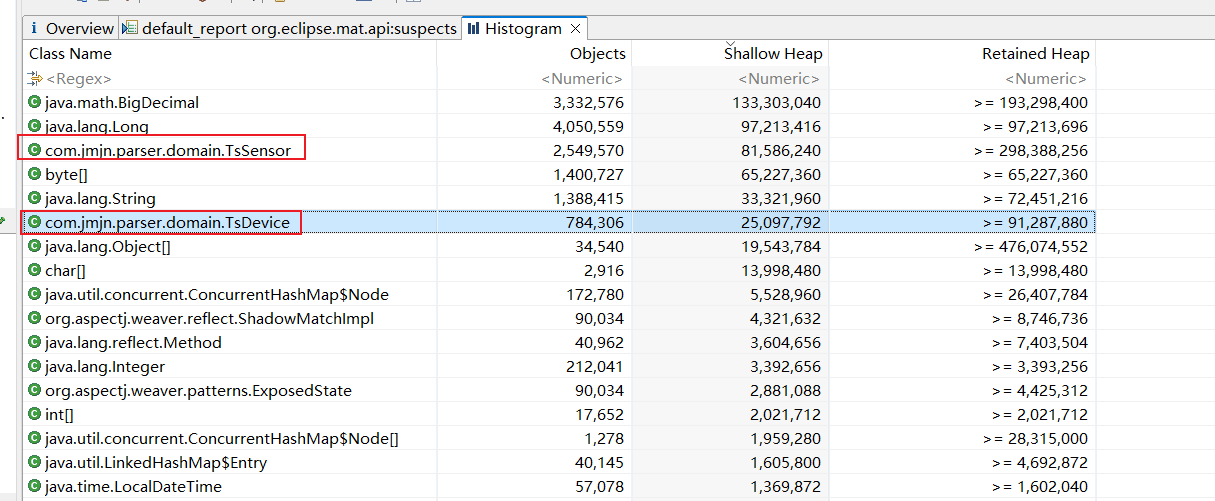 Overview default_report org.eclipse.mat.api:suspects Histogram
Class Name Objects Shallow Heap Retained Heap
<Regex> <Numeric> <Numeric> <Numeric>
java.math.BigDecimal 3,332,576 133,303,040 >= 193,298,400
java.lang.Long 4,050,559 97,213,416 >= 97,213,696
com.jmjn.parser.domain.TsSensor 2,549,570 81,586,240 >= 298,388,256
byte[] 1,400,727 65,227,360 >= 65,227,360
java.lang.String 1,388,415 33,321,960 >= 72,451,216
com.jmjn.parser.domain.TsDevice 784,306 25,097,792 >= 91,287,880
java.lang.Object[] 34,540 19,543,784 >= 476,074,552
char[] 2,916 13,998,480 >= 13,998,480
java.util.concurrent.ConcurrentHashMap$Node 172,780 5,528,960 >= 26,407,784
org.aspectj.weaver.reflect.ShadowMatchImpl 90,034 4,321,632 >= 8,746,736
java.lang.reflect.Method 40,962 3,604,656 >= 7,403,504
java.lang.Integer 212,041 3,392,656 >= 3,393,256
org.aspectj.weaver.patterns.ExposedState 90,034 2,881,088 >= 4,425,312
int[] 17,652 2,021,712 >= 2,021,712
java.util.concurrent.ConcurrentHashMap$Node[] 1,278 1,959,280 >= 28,315,000
java.util.LinkedHashMap$Entry 40,145 1,605,800 >= 4,692,872
java.time.LocalDateTime 57,078 1,369,872 >= 1,602,040